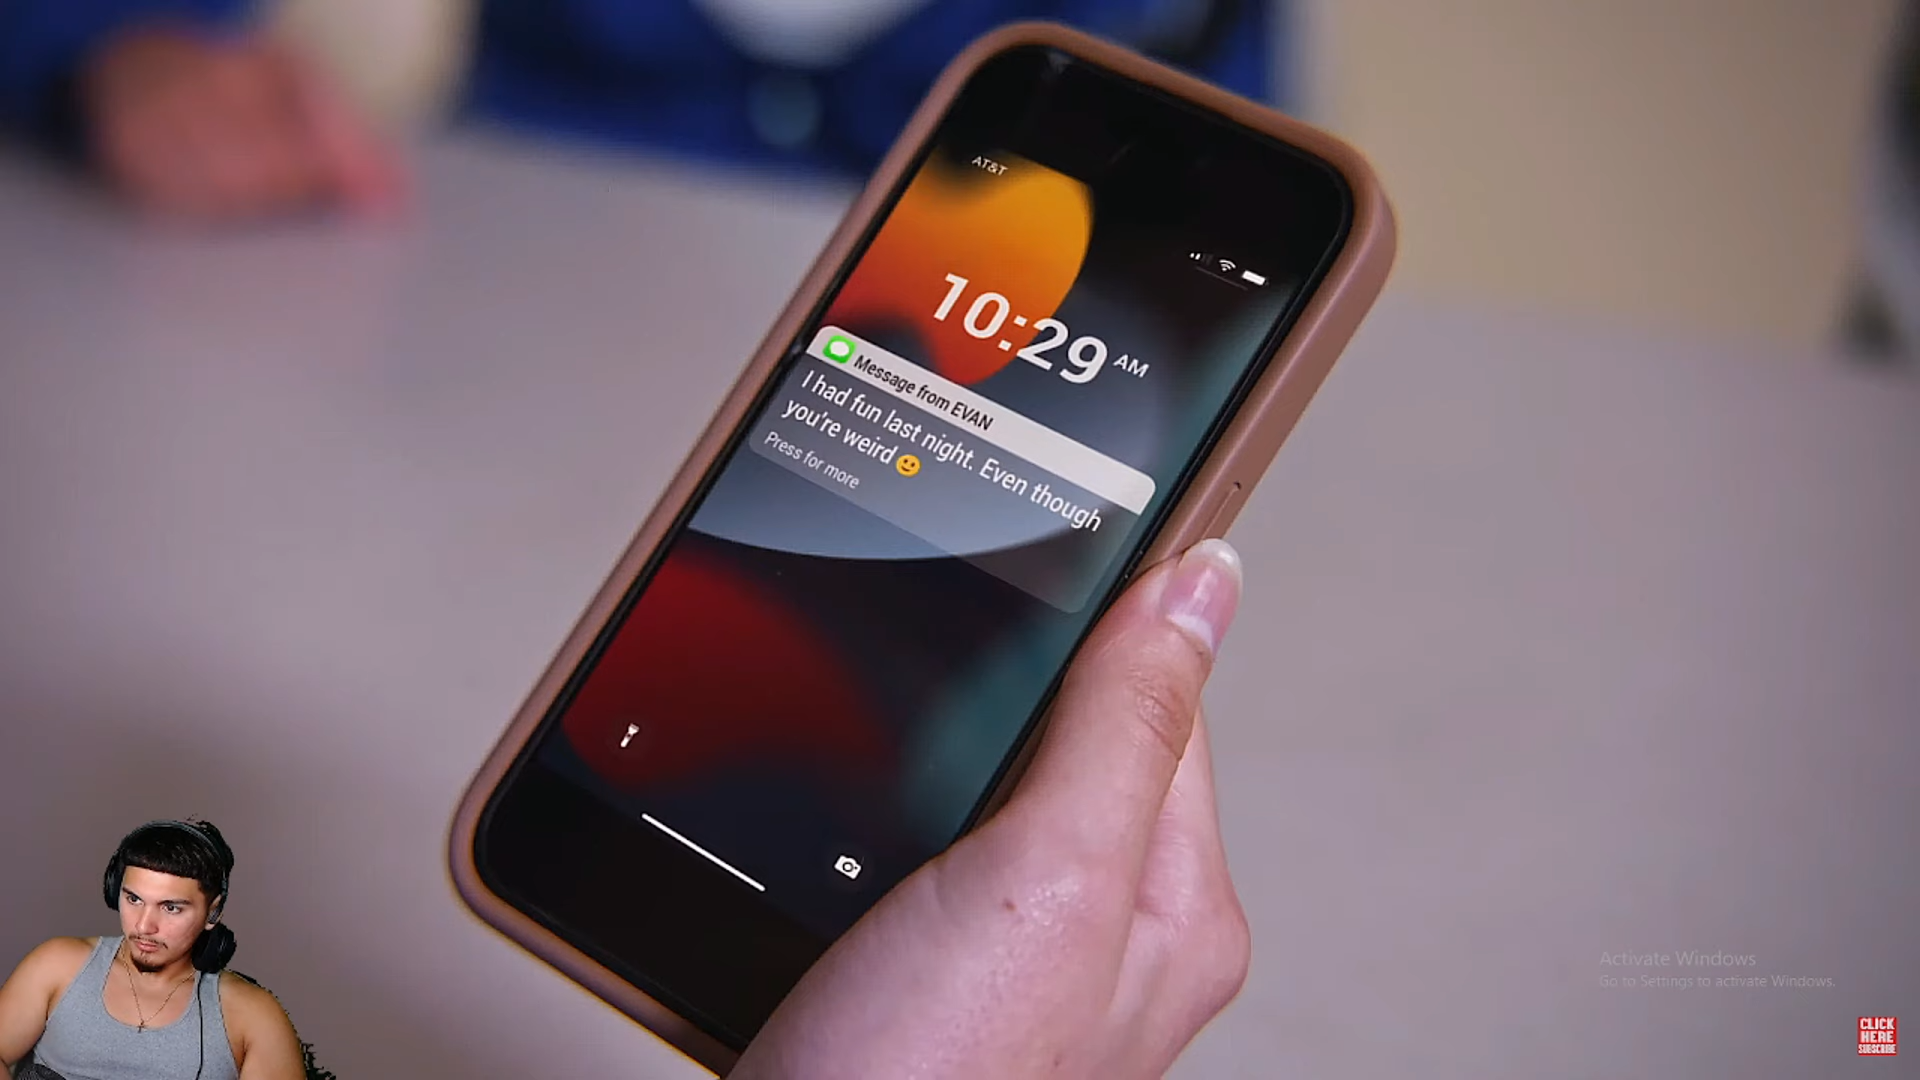 AT&T
10:29 AM
Message from EVAN
I had fun last night. Even though
you're weird🙂
Press for more
Activate Windows
Go to Settings to activate Windows.
CLICK
HERE
SUBSCRIBE